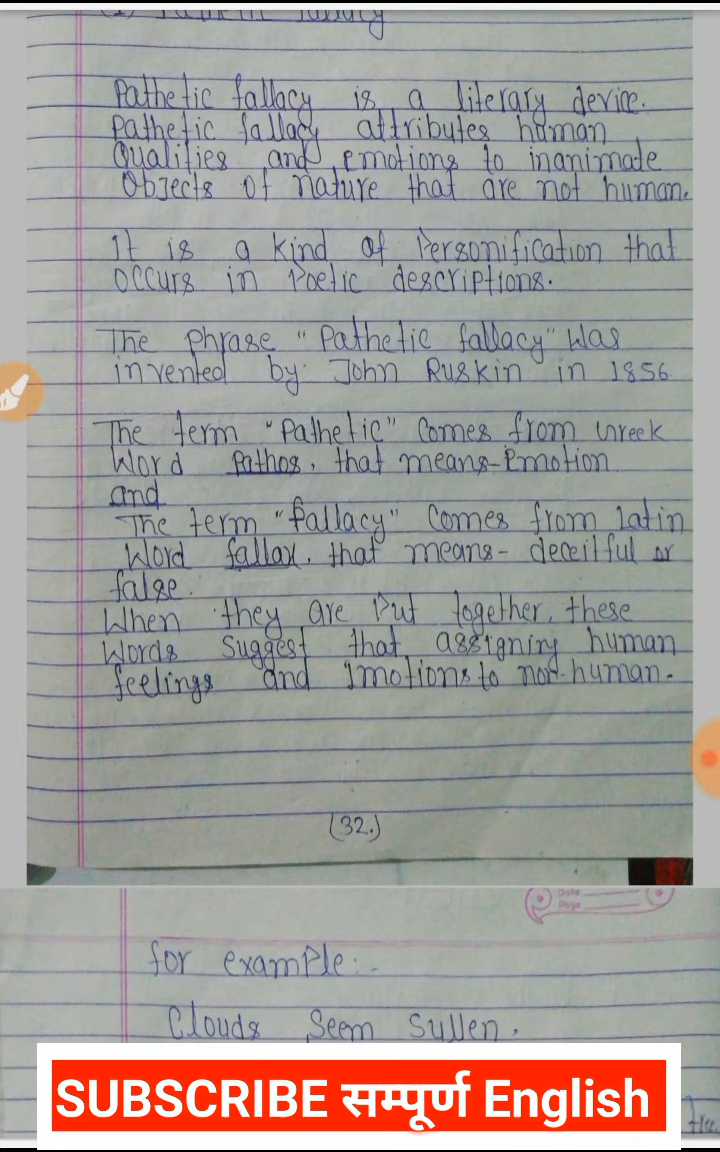 Pathetic fallacy
Pathetic fallacy is a literary device.
Pathetic fallacy attributes human
Qualities and emotions to inanimate
Objects of nature that are not human.
It is a kind of Personification that
occurs in Poetic descriptions.
The phrase "Pathetic fallacy" Was
invented by John Ruskin in 1856
The term "Pathetic" Comes from Greek
Word Pathos, that means-Emotion
and
The term "fallacy" Comes from Latin
Word fallax, that means- deceitful or
false.
When they are Put together, these
Words suggest that assigning human
feelings and Imotions to non-human.
(32.)
Date
Page
for example:-
Clouds Seem Sullen.
SUBSCRIBE सम्पूर्ण English